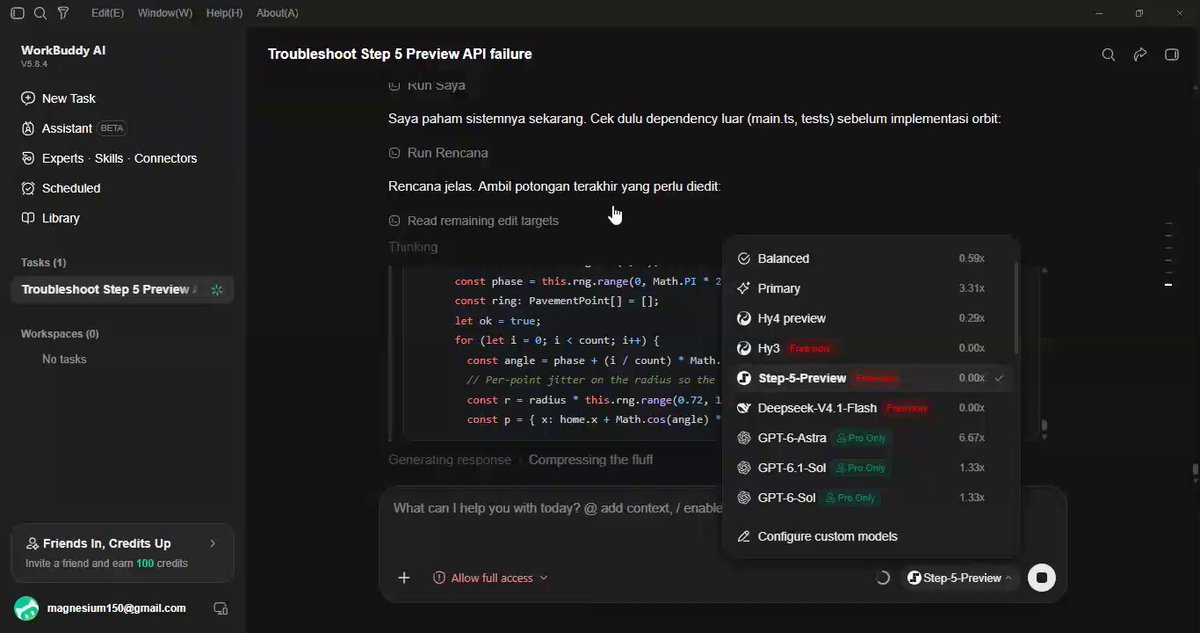 Edit(E) Window(W) Help(H) About(A)
WorkBuddy AI
V5.8.4
New Task
Assistant BETA
Experts · Skills · Connectors
Scheduled
Library
Tasks (1)
Troubleshoot Step 5 Preview
Workspaces (0)
No tasks
Friends In, Credits Up
Invite a friend and earn 100 credits
magnesium150@gmail.com
Troubleshoot Step 5 Preview API failure
Run Saya
Saya paham sistemnya sekarang. Cek dulu dependency luar (main.ts, tests) sebelum implementasi orbit:
Run Rencana
Rencana jelas. Ambil potongan terakhir yang perlu diedit:
Read remaining edit targets
Thinking
const phase = this.rng.range(0, Math.PI * 2
const ring: PavementPoint[] = [];
let ok = true;
for (let i = 0; i < count; i++) {
const angle = phase + (i / count) * Math.
// Per-point jitter on the radius so the
const r = radius * this.rng.range(0.72, 1
const p = { x: home.x + Math.cos(angle) *
Generating response Compressing the fluff
What can I help you with today? @ add context, / enable
Allow full access
Step-5-Preview
Balanced 0.59x
Primary 3.31x
Hy4 preview 0.29x
Hy3 Free now 0.00x
Step-5-Preview Free now 0.00x
Deepseek-V4.1-Flash Free now 0.00x
GPT-6-Astra Pro Only 6.67x
GPT-6.1-Sol Pro Only 1.33x
GPT-6-Sol Pro Only 1.33x
Configure custom models